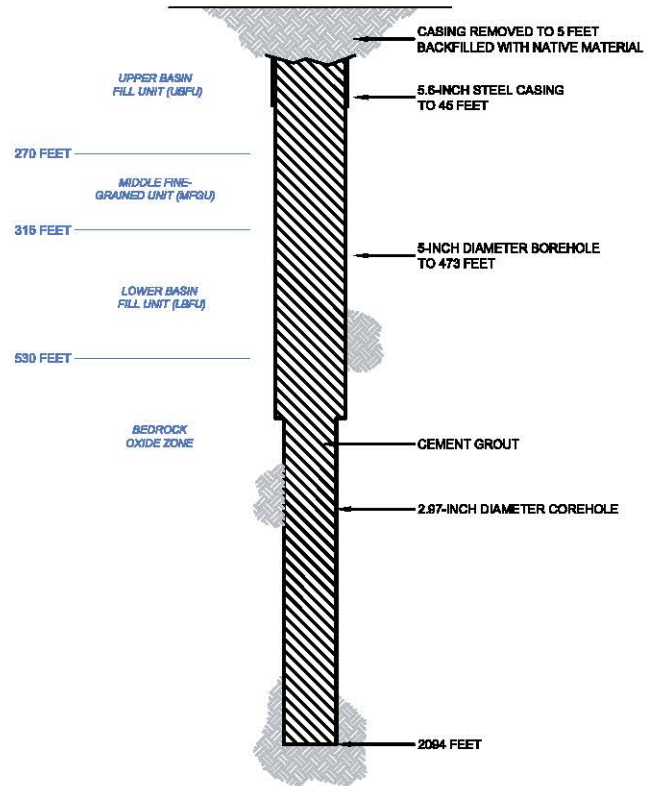 CASING REMOVED TO 5 FEET
BACKFILLED WITH NATIVE MATERIAL
UPPER BASIN
FILL UNIT (UBFU)
5.6-INCH STEEL CASING
TO 45 FEET
270 FEET
MIDDLE FINE-
GRAINED UNIT (MFGU)
315 FEET
5-INCH DIAMETER BOREHOLE
TO 473 FEET
LOWER BASIN
FILL UNIT (LBFU)
530 FEET
BEDROCK
OXIDE ZONE
CEMENT GROUT
2.97-INCH DIAMETER COREHOLE
2094 FEET